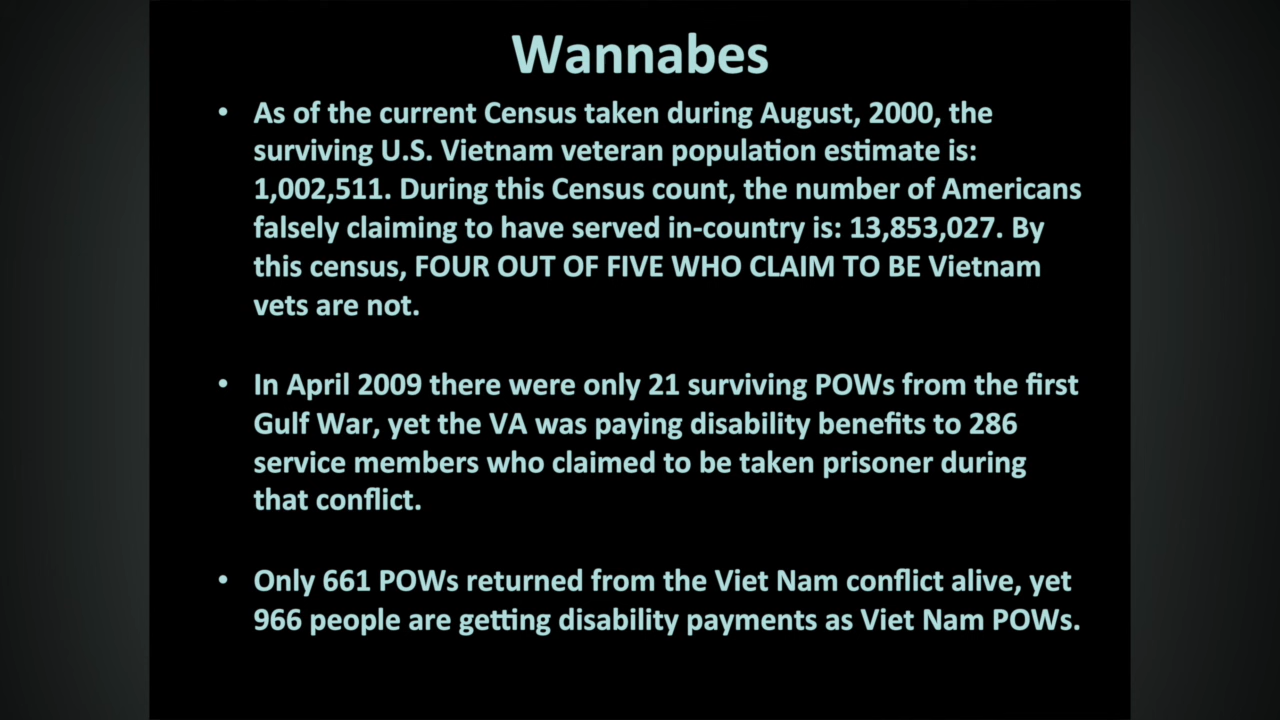 Wannabes
• As of the current Census taken during August, 2000, the
surviving U.S. Vietnam veteran population estimate is:
1,002,511. During this Census count, the number of Americans
falsely claiming to have served in-country is: 13,853,027. By
this census, FOUR OUT OF FIVE WHO CLAIM TO BE Vietnam
vets are not.
• In April 2009 there were only 21 surviving POWs from the first
Gulf War, yet the VA was paying disability benefits to 286
service members who claimed to be taken prisoner during
that conflict.
• Only 661 POWs returned from the Viet Nam conflict alive, yet
966 people are getting disability payments as Viet Nam POWs.